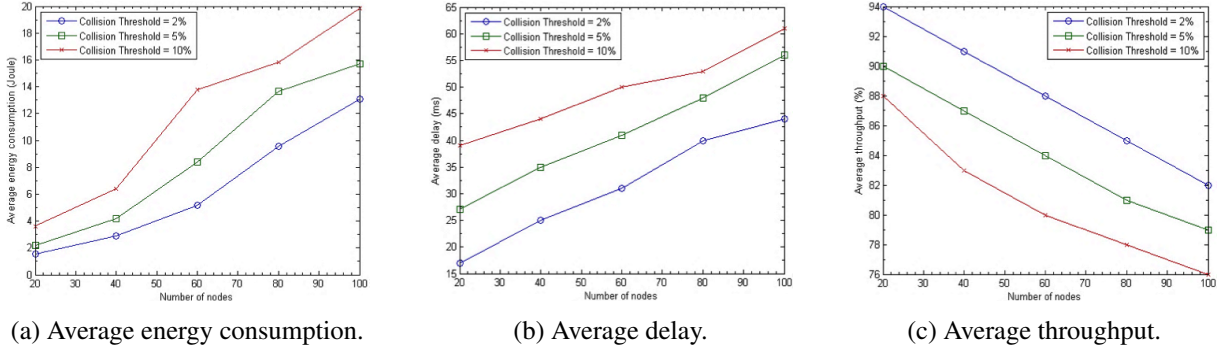 20
18
16
14
12
10
8
6
4
2
0
Average energy consumption (Joule)
Collision Threshold = 2%
Collision Threshold = 5%
Collision Threshold = 10%
20 30 40 50 60 70 80 90 100
Number of nodes
(a) Average energy consumption.
65
60
55
50
45
40
35
30
25
20
15
Average delay (ms)
Collision Threshold = 2%
Collision Threshold = 5%
Collision Threshold = 10%
20 30 40 50 60 70 80 90 100
Number of nodes
(b) Average delay.
94
92
90
88
86
84
82
80
78
76
Average throughput (%)
Collision Threshold = 2%
Collision Threshold = 5%
Collision Threshold = 10%
20 30 40 50 60 70 80 90 100
Number of nodes
(c) Average throughput.